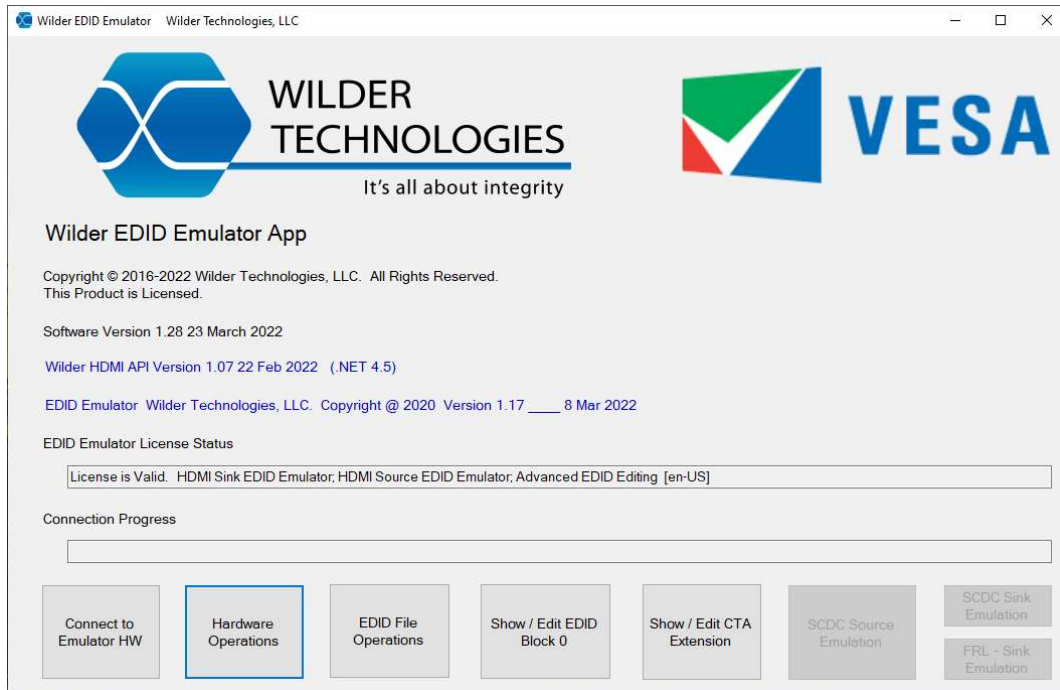 Wilder EDID Emulator Wilder Technologies, LLC
WILDER
TECHNOLOGIES
It's all about integrity
VESA
Wilder EDID Emulator App
Copyright © 2016-2022 Wilder Technologies, LLC. All Rights Reserved.
This Product is Licensed.
Software Version 1.28 23 March 2022
Wilder HDMI API Version 1.07 22 Feb 2022 (.NET 4.5)
EDID Emulator Wilder Technologies, LLC. Copyright @ 2020 Version 1.17 ____ 8 Mar 2022
EDID Emulator License Status
License is Valid. HDMI Sink EDID Emulator; HDMI Source EDID Emulator; Advanced EDID Editing [en-US]
Connection Progress
Connect to
Emulator HW
Hardware
Operations
EDID File
Operations
Show / Edit EDID
Block 0
Show / Edit CTA
Extension
SCDC Source
Emulation
SCDC Sink
Emulation
FRL - Sink
Emulation